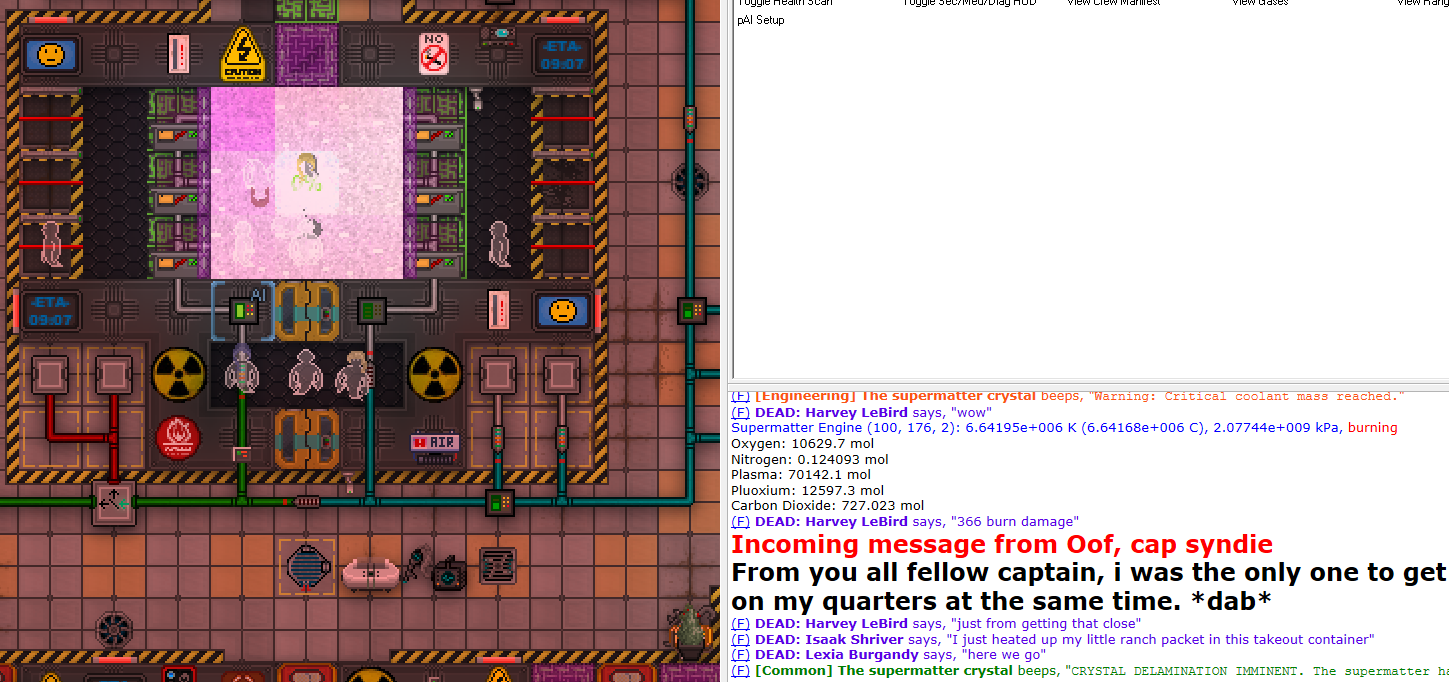 Toggle Health Scan Toggle Sec/Med/Diag HUD View Crew Manifest View Gases View Rang
pAI Setup
NO
-ETA-
09:07
CAUTION
-ETA-
09:07
AI
AIR
(F) [Engineering] The supermatter crystal beeps, "Warning: Critical coolant mass reached."
(F) DEAD: Harvey LeBird says, "wow"
Supermatter Engine (100, 176, 2): 6.64195e+006 K (6.64168e+006 C), 2.07744e+009 kPa, burning
Oxygen: 10629.7 mol
Nitrogen: 0.124093 mol
Plasma: 70142.1 mol
Pluoxium: 12597.3 mol
Carbon Dioxide: 727.023 mol
(F) DEAD: Harvey LeBird says, "366 burn damage"
Incoming message from Oof, cap syndie
From you all fellow captain, i was the only one to get
on my quarters at the same time. *dab*
(F) DEAD: Harvey LeBird says, "just from getting that close"
(F) DEAD: Isaak Shriver says, "I just heated up my little ranch packet in this takeout container"
(F) DEAD: Lexia Burgandy says, "here we go"
(F) [Common] The supermatter crystal beeps, "CRYSTAL DELAMINATION IMMINENT. The supermatter ha